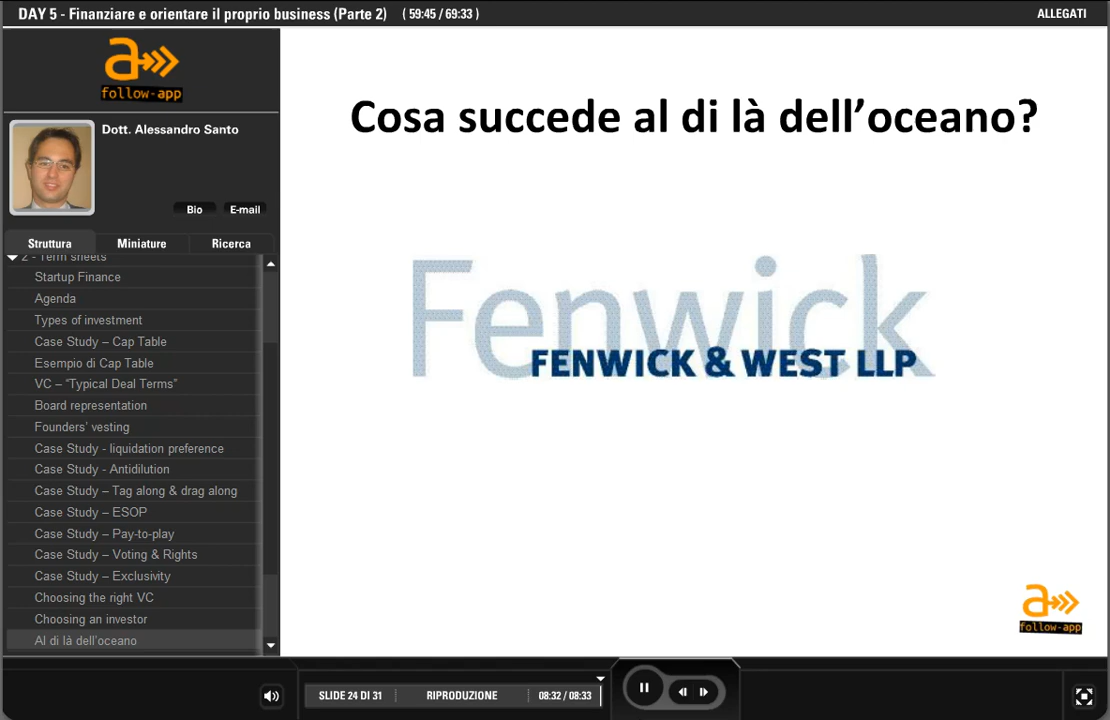 DAY 5 - Finanziare e orientare il proprio business (Parte 2) ( 59:45 / 69:33 )
ALLEGATI
a
follow-app
Dott. Alessandro Santo
Bio
E-mail
Struttura
Miniature
Ricerca
2 - Term sheets
Startup Finance
Agenda
Types of investment
Case Study – Cap Table
Esempio di Cap Table
VC – “Typical Deal Terms”
Board representation
Founders’ vesting
Case Study - liquidation preference
Case Study - Antidilution
Case Study – Tag along & drag along
Case Study – ESOP
Case Study – Pay-to-play
Case Study – Voting & Rights
Case Study – Exclusivity
Choosing the right VC
Choosing an investor
Al di là dell’oceano
Cosa succede al di là dell’oceano?
Fenwick
FENWICK & WEST LLP
a
follow-app
SLIDE 24 DI 31
RIPRODUZIONE
08:32 / 08:33